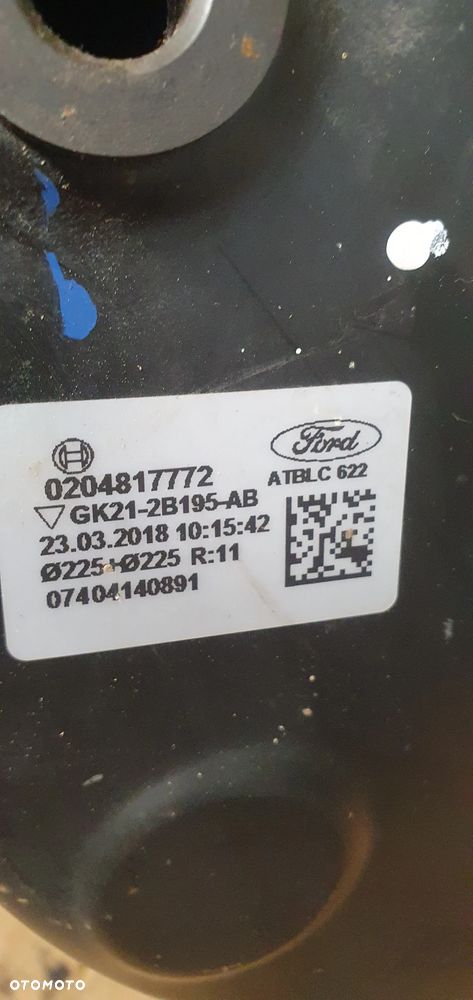 Ford
0204817772
ATBLC 622
GK21-2B195-AB
23.03.2018 10:15:42
Ø225+Ø225 R:11
07404140891
OTOMOTO